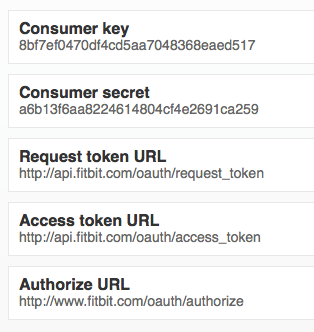 Consumer key
8bf7ef0470df4cd5aa7048368eaed517
Consumer secret
a6b13f6aa8224614804cf4e2691ca259
Request token URL
http://api.fitbit.com/oauth/request_token
Access token URL
http://api.fitbit.com/oauth/access_token
Authorize URL
http://www.fitbit.com/oauth/authorize